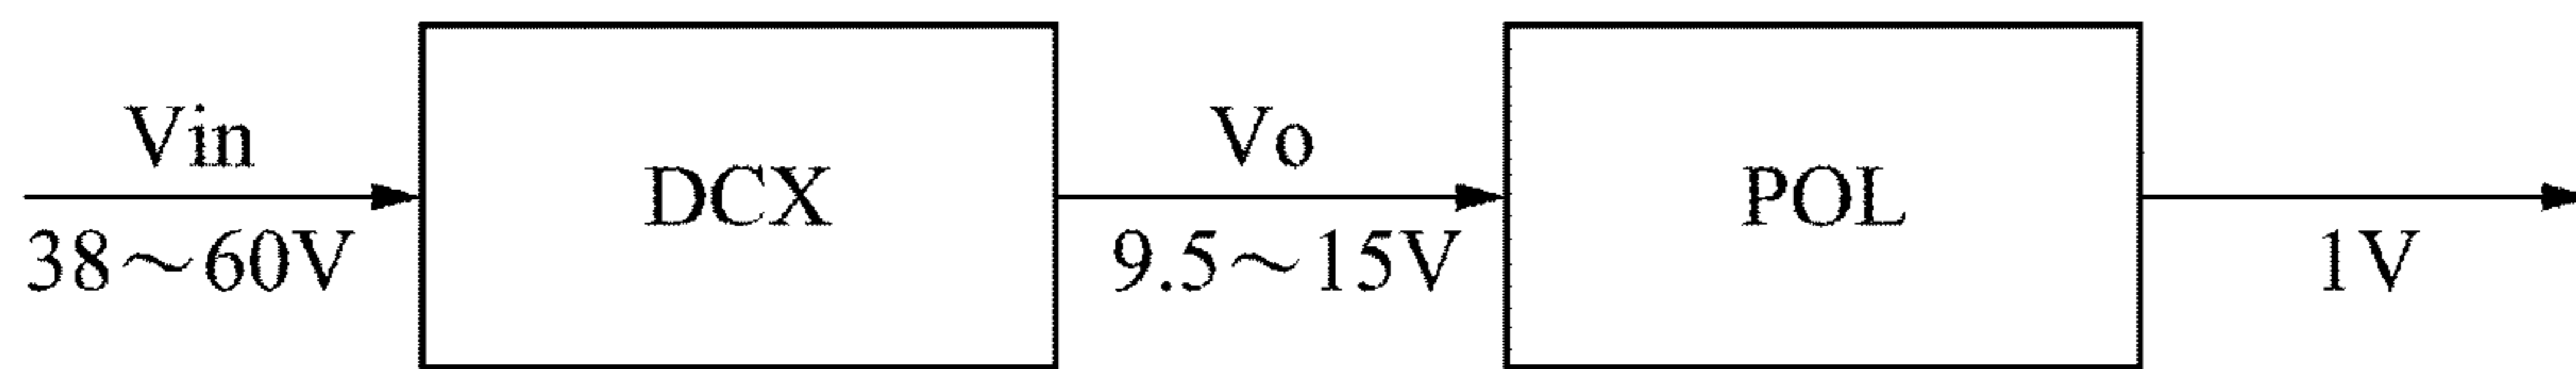 Vin
38～60V
DCX
Vo
9.5～15V
POL
1V